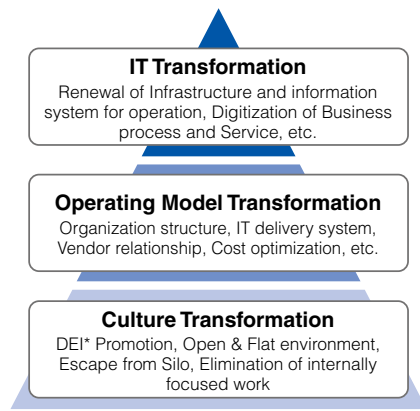 IT Transformation
Renewal of Infrastructure and information
system for operation, Digitization of Business
process and Service, etc.
Operating Model Transformation
Organization structure, IT delivery system,
Vendor relationship, Cost optimization, etc.
Culture Transformation
DEI* Promotion, Open & Flat environment,
Escape from Silo, Elimination of internally
focused work